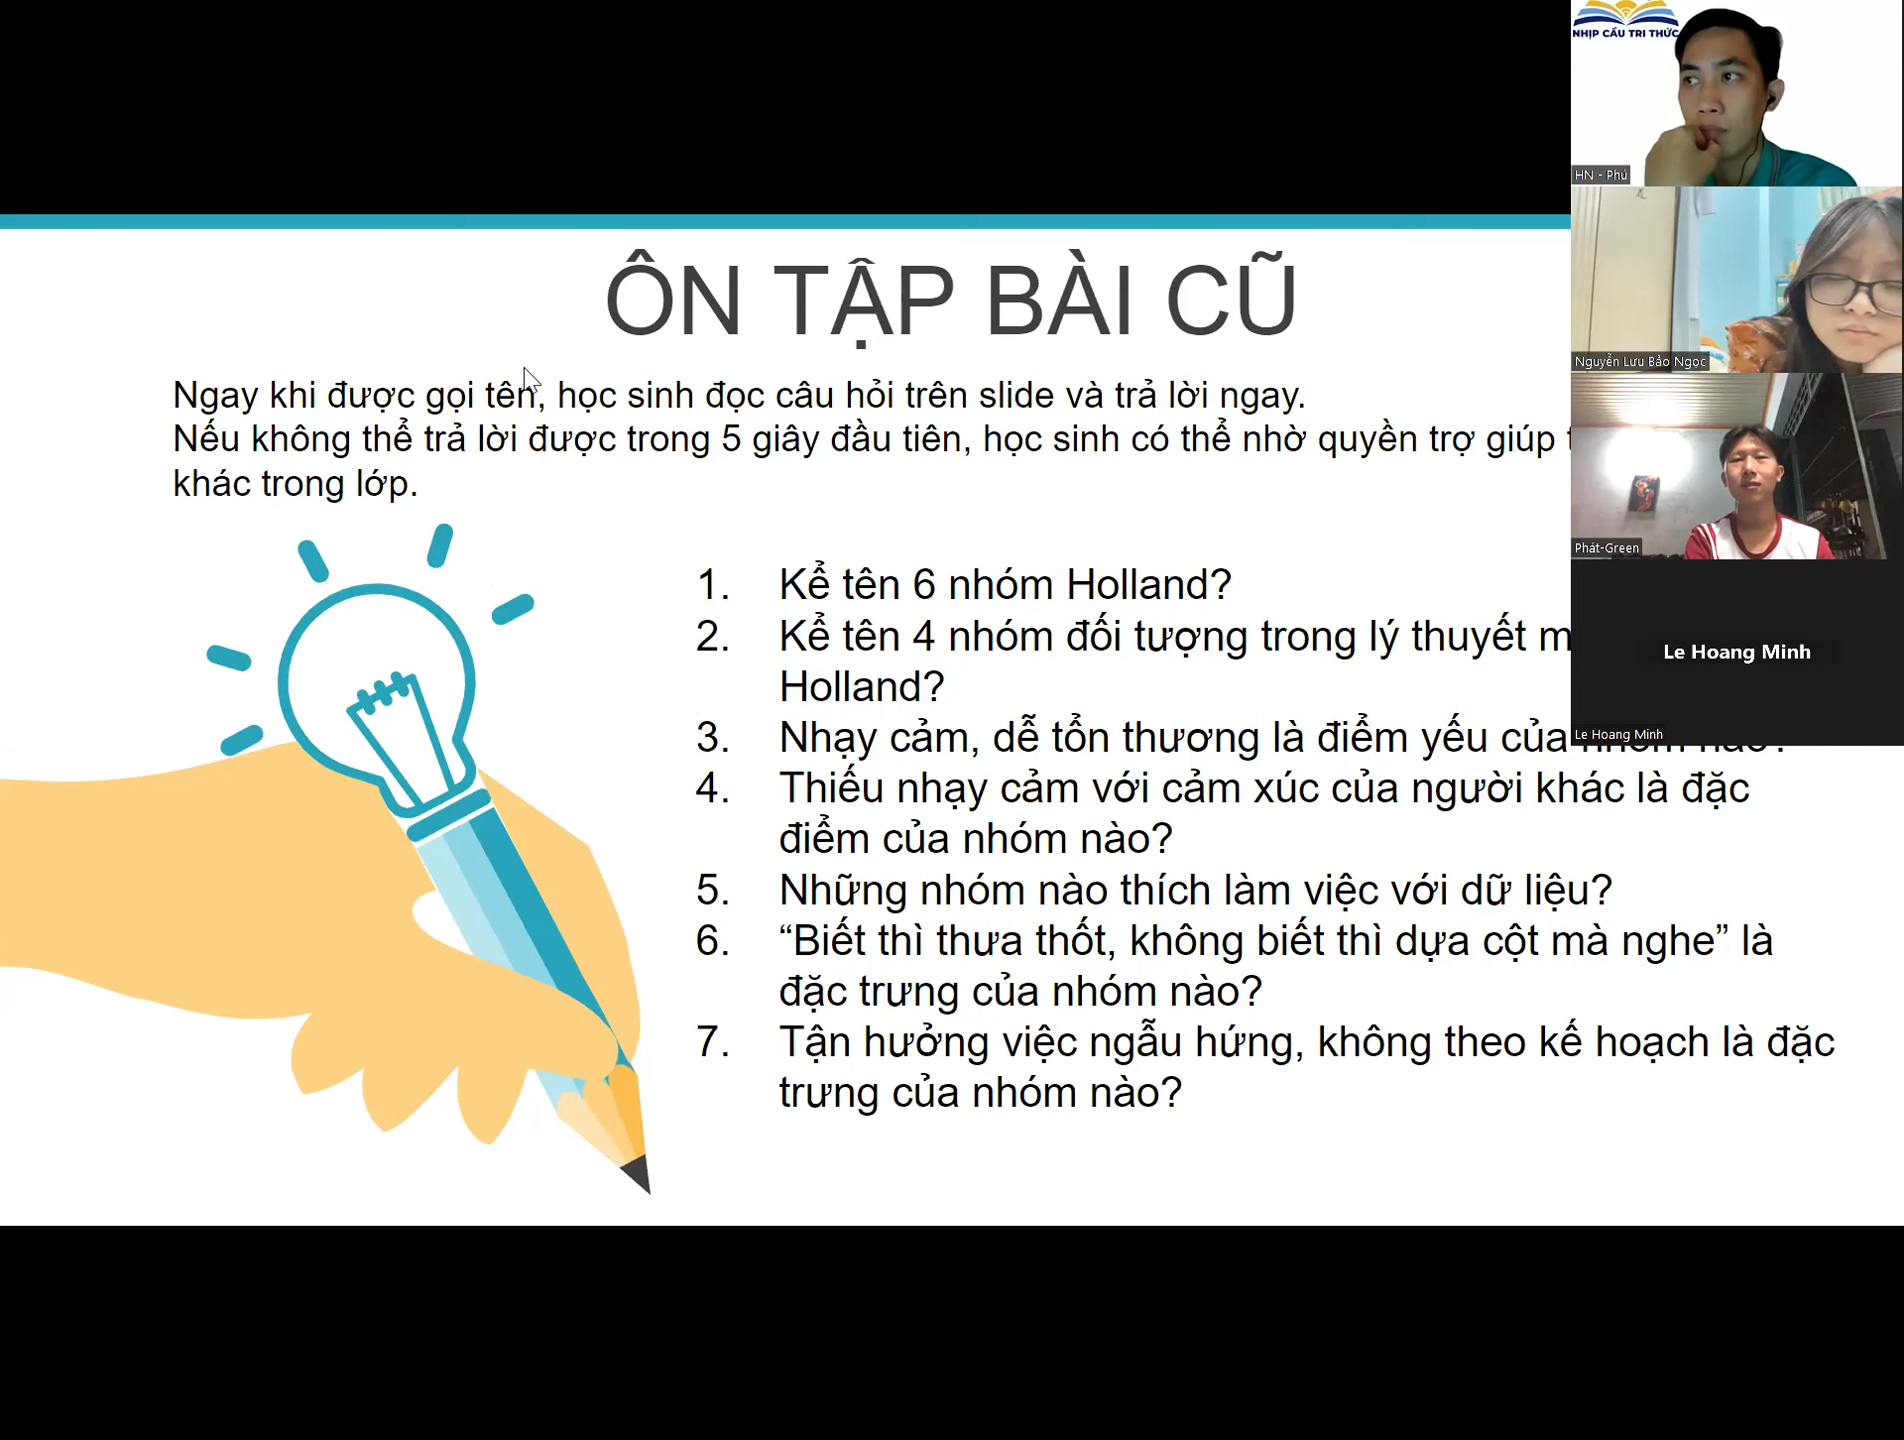 NHỊP CẦU TRI THỨC
HN - Phú
ÔN TẬP BÀI CŨ
Ngay khi được gọi tên, học sinh đọc câu hỏi trên slide và trả lời ngay.
Nếu không thể trả lời được trong 5 giây đầu tiên, học sinh có thể nhờ quyền trợ giúp
khác trong lớp.
Nguyễn Lưu Bảo Ngọc
Phát-Green
1. Kể tên 6 nhóm Holland?
2. Kể tên 4 nhóm đối tượng trong lý thuyết
Holland?
Le Hoang Minh
Le Hoang Minh
3. Nhạy cảm, dễ tổn thương là điểm yếu của nhóm nào?
4. Thiếu nhạy cảm với cảm xúc của người khác là đặc
điểm của nhóm nào?
5. Những nhóm nào thích làm việc với dữ liệu?
6. “Biết thì thưa thốt, không biết thì dựa cột mà nghe” là
đặc trưng của nhóm nào?
7. Tận hưởng việc ngẫu hứng, không theo kế hoạch là đặc
trưng của nhóm nào?